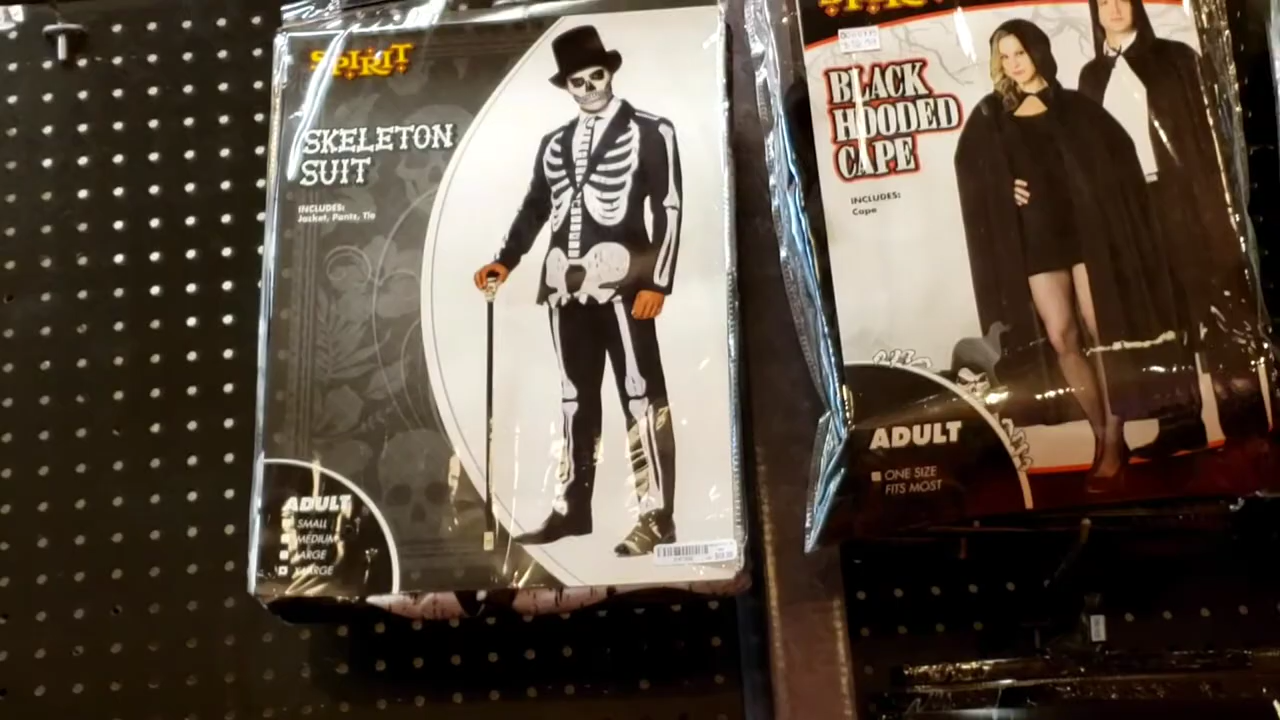 SPIRIT
SKELETON
SUIT
INCLUDES:
Jacket, Pants, Tie
ADULT
SMALL
MEDIUM
LARGE
X-LARGE
SPIRIT
BLACK
HOODED
CAPE
INCLUDES:
Cape
ADULT
ONE SIZE
FITS MOST